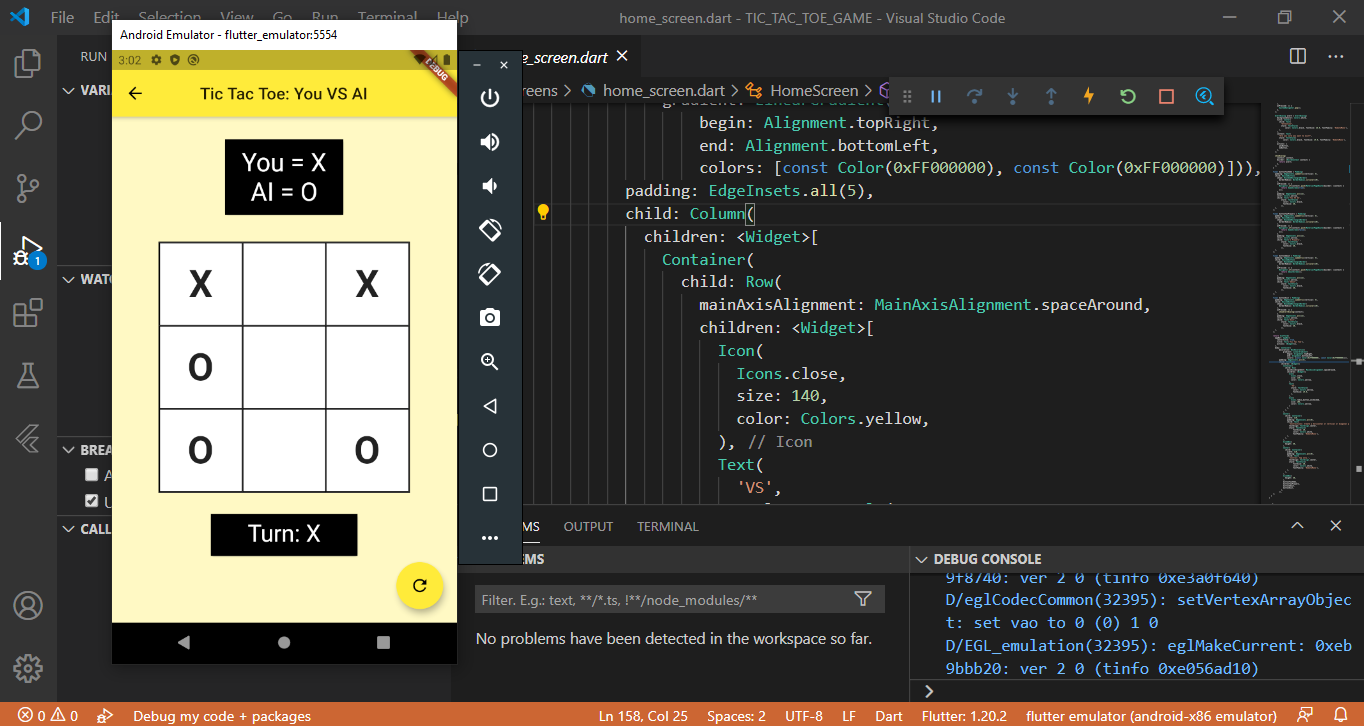 File Edit Selection View Go Run Terminal Help
home_screen.dart - TIC_TAC_TOE_GAME - Visual Studio Code
Android Emulator - flutter_emulator:5554
3:02
DEBUG
Tic Tac Toe: You VS AI
You = X
AI = O
X X
O
O O
Turn: X
RUN
VARI
WATC
BREA
CALL
1
e_screen.dart
reens > home_screen.dart > HomeScreen >
begin: Alignment.topRight,
end: Alignment.bottomLeft,
colors: [const Color(0xFF000000), const Color(0xFF000000)])),
padding: EdgeInsets.all(5),
child: Column(
children: <Widget>[
Container(
child: Row(
mainAxisAlignment: MainAxisAlignment.spaceAround,
children: <Widget>[
Icon(
Icons.close,
size: 140,
color: Colors.yellow,
), // Icon
Text(
'VS',
MS OUTPUT TERMINAL
EMS
Filter. E.g.: text, **/*.ts, !**/node_modules/**
No problems have been detected in the workspace so far.
DEBUG CONSOLE
9f8740: ver 2 0 (tinfo 0xe3a0f640)
D/eglCodecCommon(32395): setVertexArrayObjec
t: set vao to 0 (0) 1 0
D/EGL_emulation(32395): eglMakeCurrent: 0xeb
9bbb20: ver 2 0 (tinfo 0xe056ad10)
0 0 Debug my code + packages
Ln 158, Col 25 Spaces: 2 UTF-8 LF Dart Flutter: 1.20.2 flutter emulator (android-x86 emulator)